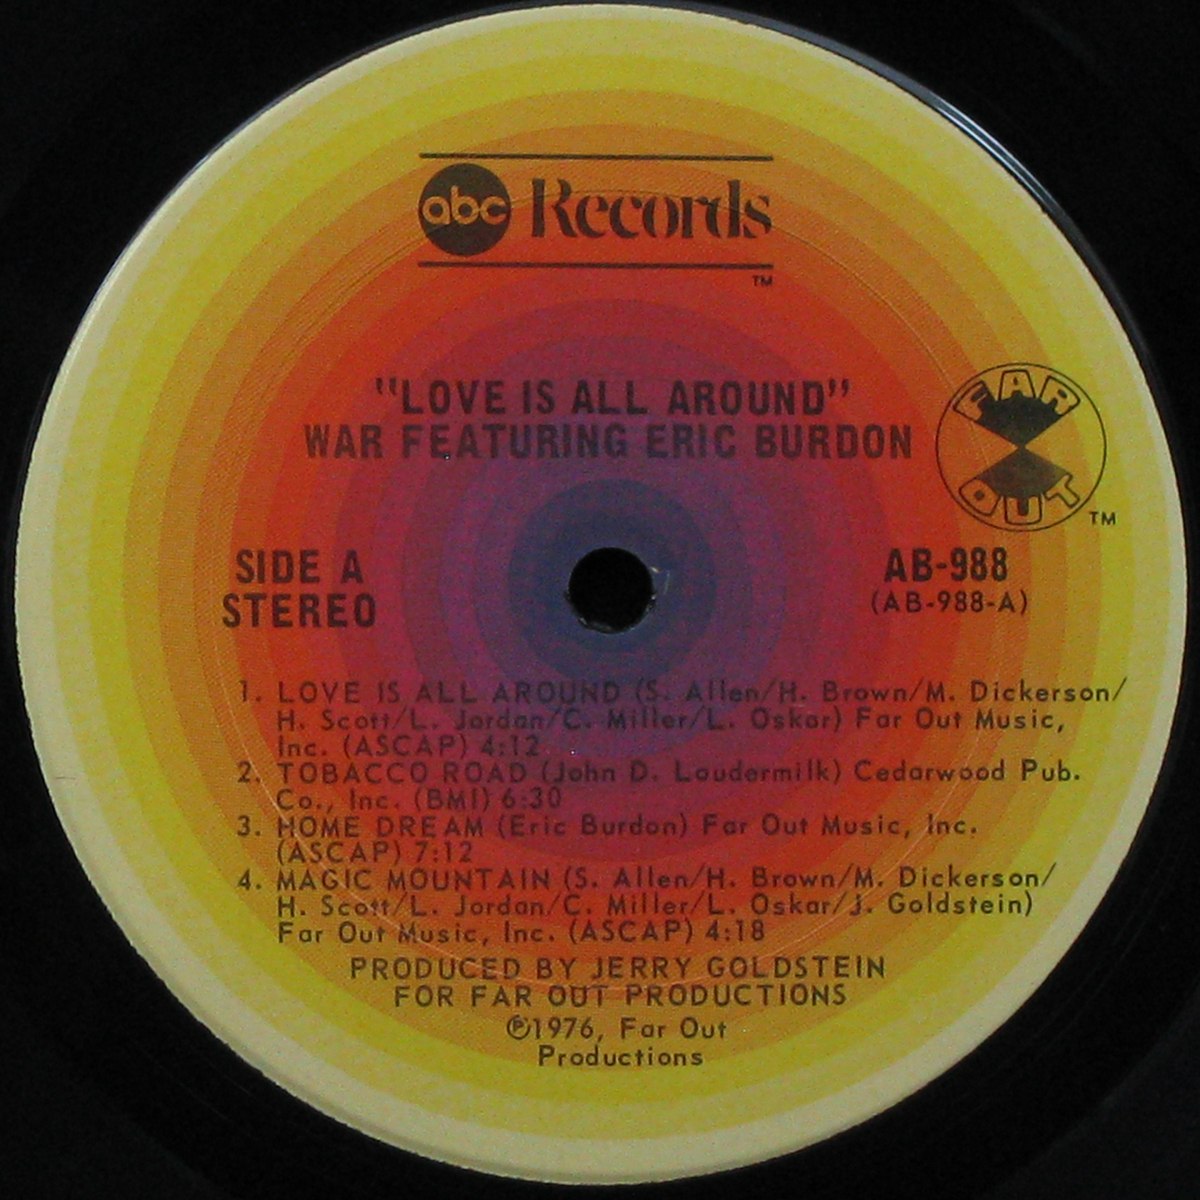 abc Records
TM
"LOVE IS ALL AROUND"
WAR FEATURING ERIC BURDON
FAR
OUT
TM
SIDE A
STEREO
AB-988
(AB-988-A)
1. LOVE IS ALL AROUND (S. Allen/H. Brown/M. Dickerson/
H. Scott/L. Jordan/C. Miller/L. Oskar) Far Out Music,
Inc. (ASCAP) 4:12
2. TOBACCO ROAD (John D. Laudermilk) Cedarwood Pub.
Co., Inc. (BMI) 6:30
3. HOME DREAM (Eric Burdon) Far Out Music, Inc.
(ASCAP) 7:12
4. MAGIC MOUNTAIN (S. Allen/H. Brown/M. Dickerson/
H. Scott/L. Jordan/C. Miller/L. Oskar/J. Goldstein)
Far Out Music, Inc. (ASCAP) 4:18
PRODUCED BY JERRY GOLDSTEIN
FOR FAR OUT PRODUCTIONS
℗1976, Far Out
Productions